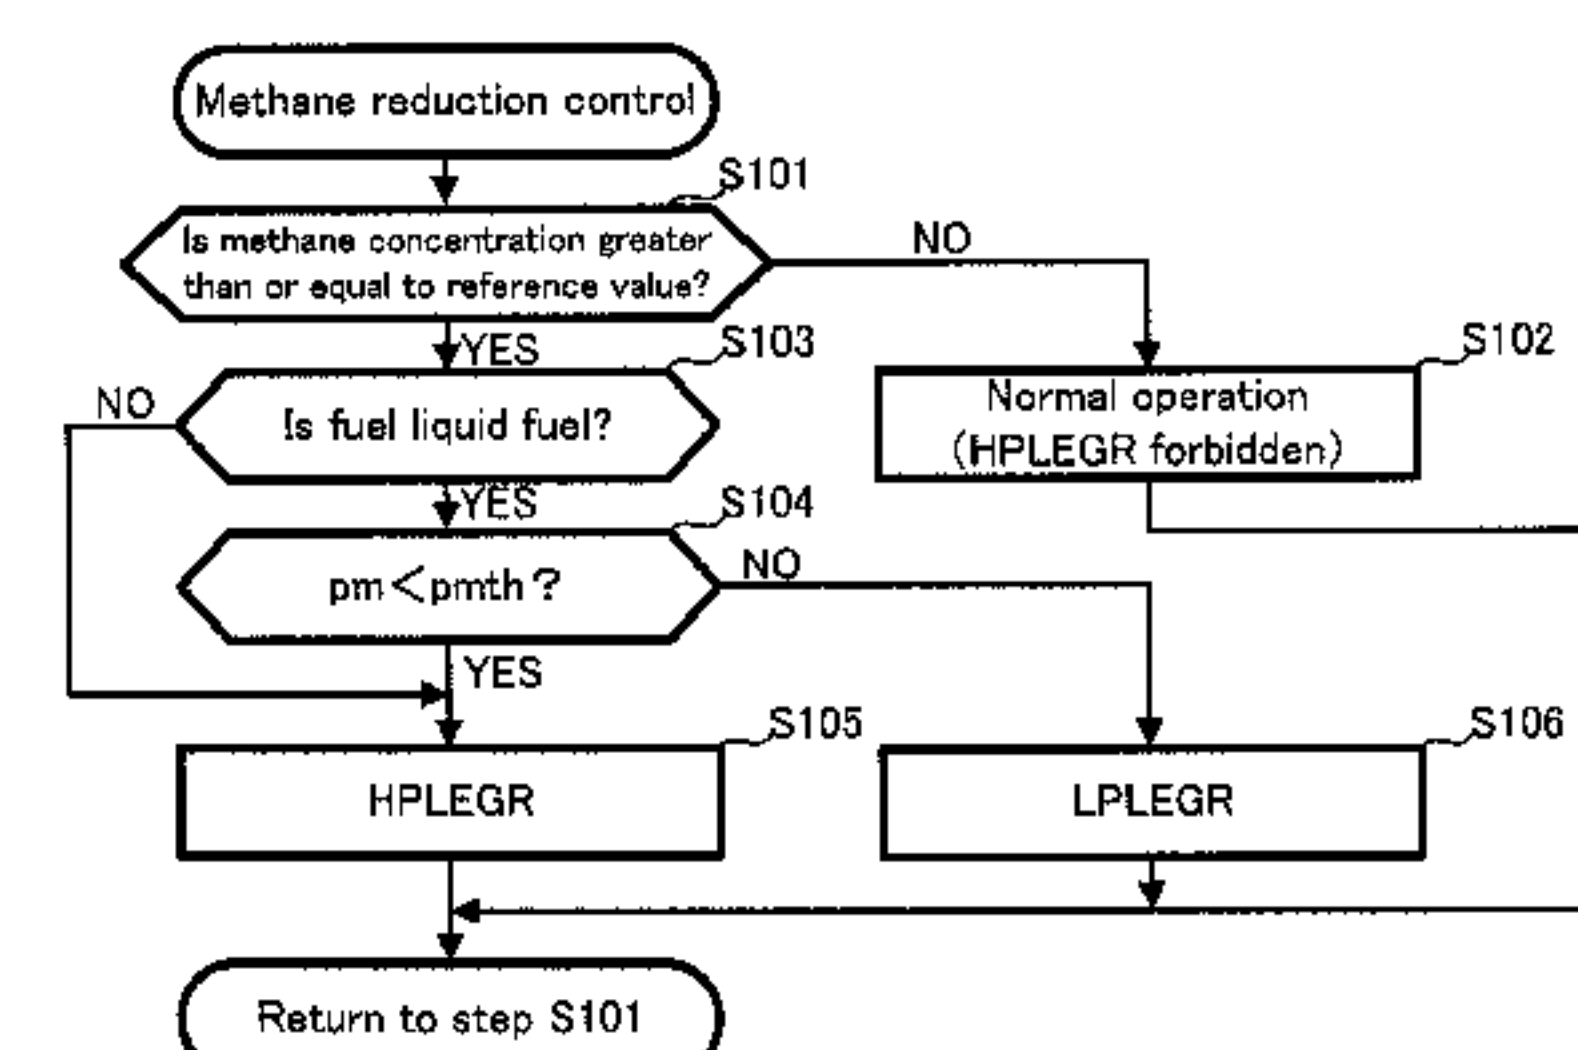 Methane reduction control
S101
Is methane concentration greater
than or equal to reference value?
NO
YES
S103
S102
NO
Is fuel liquid fuel?
Normal operation
(HPLEGR forbidden)
YES
S104
pm<pmth?
NO
YES
S105
S106
HPLEGR
LPLEGR
Return to step S101